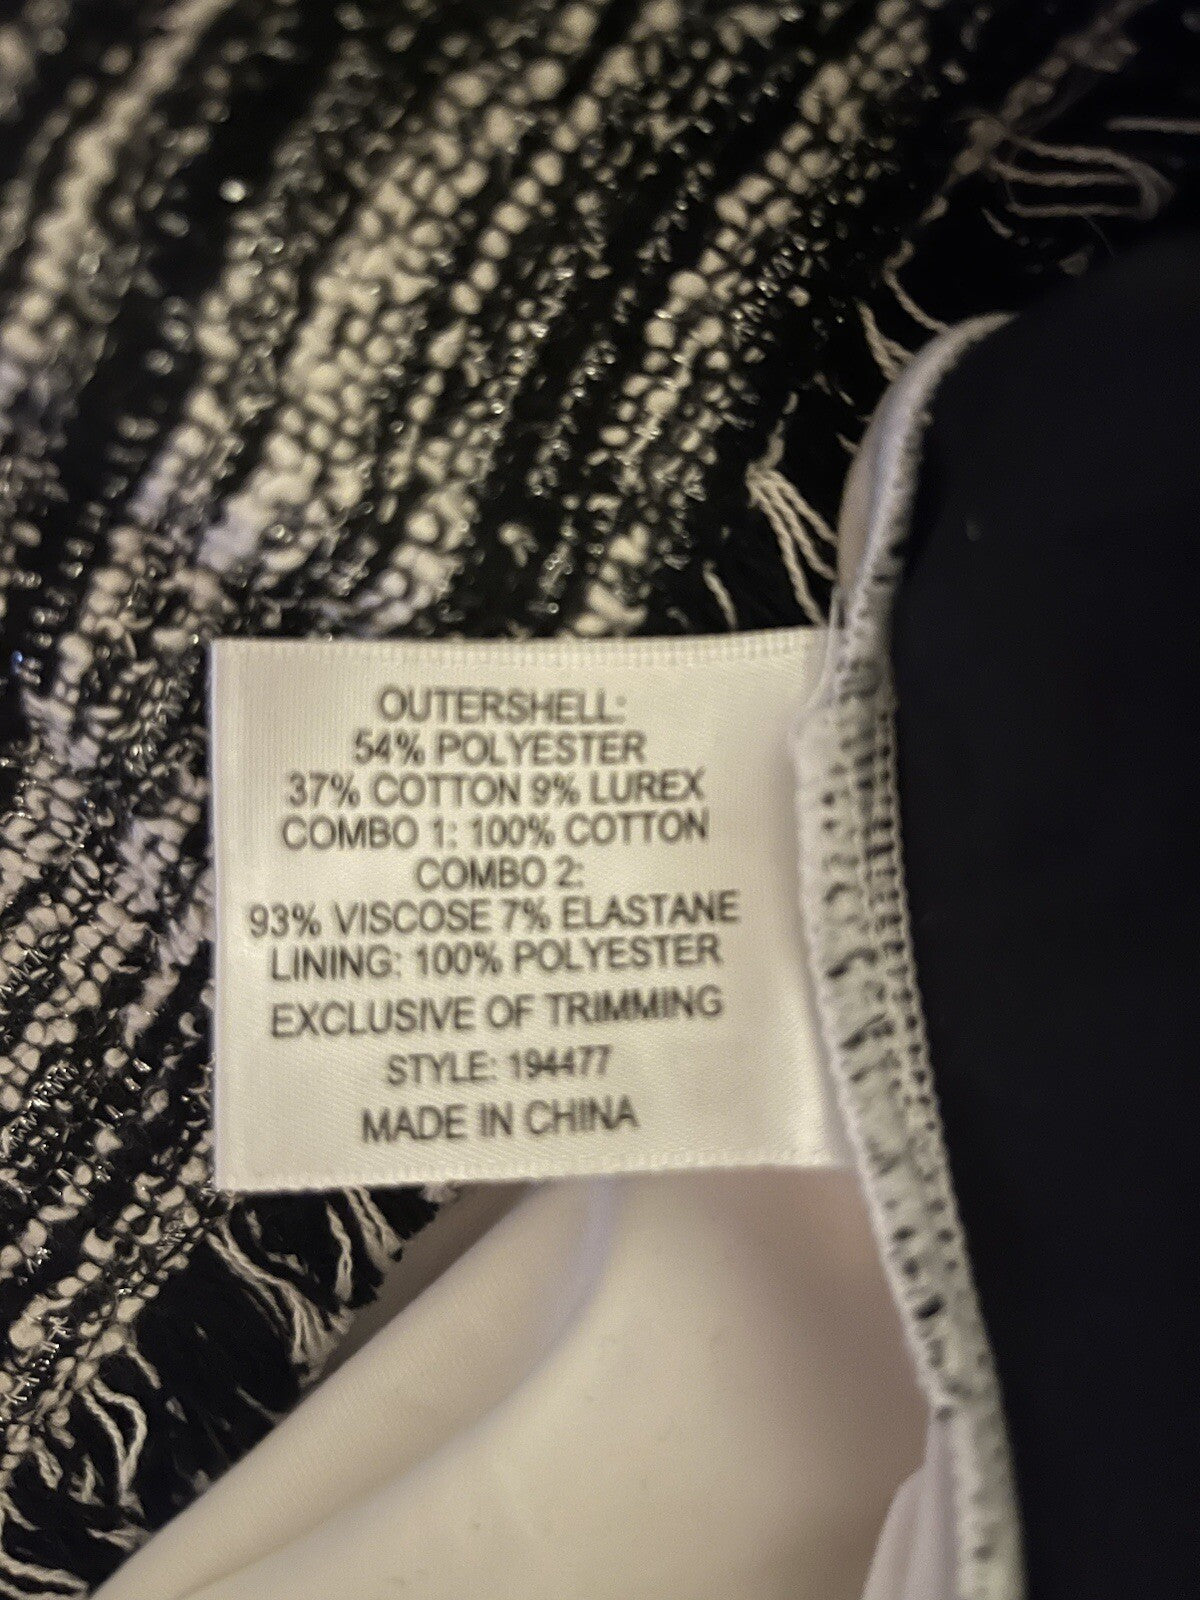 OUTERSHELL:
54% POLYESTER
37% COTTON 9% LUREX
COMBO 1: 100% COTTON
COMBO 2:
93% VISCOSE 7% ELASTANE
LINING: 100% POLYESTER
EXCLUSIVE OF TRIMMING
STYLE: 194477
MADE IN CHINA